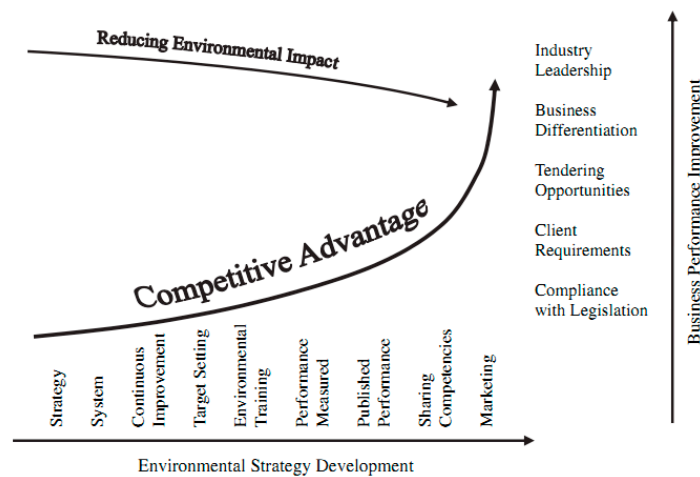 Reducing Environmental Impact
Industry
Leadership
Business
Differentiation
Tendering
Opportunities
Client
Requirements
Compliance
with Legislation
Business Performance Improvement
Competitive Advantage
Strategy
System
Continuous
Improvement
Target Setting
Environmental
Training
Performance
Measured
Published
Performance
Sharing
Competencies
Marketing
Environmental Strategy Development